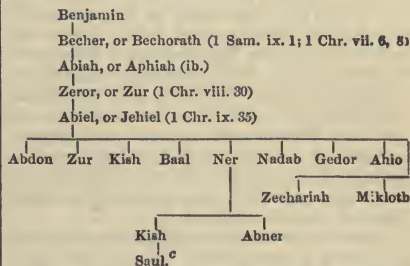 Benjamin
Becher, or Bechorath (1 Sam. ix. 1; 1 Chr. vii. 6, 8)
Abiah, or Aphiah (ib.)
Zeror, or Zur (1 Chr. viii. 30)
Abiel, or Jehiel (1 Chr. ix. 35)
Abdon Zur Kish Baal Ner Nadab Gedor Ahio
Zechariah Mikloth
Kish Abner
Saul.c